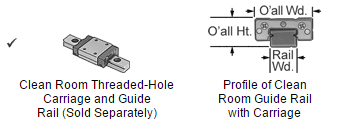 O'all Wd.
O'all Ht.
Rail
Wd.
Clean Room Threaded-Hole
Carriage and Guide
Rail (Sold Separately)
Profile of Clean
Room Guide Rail
with Carriage